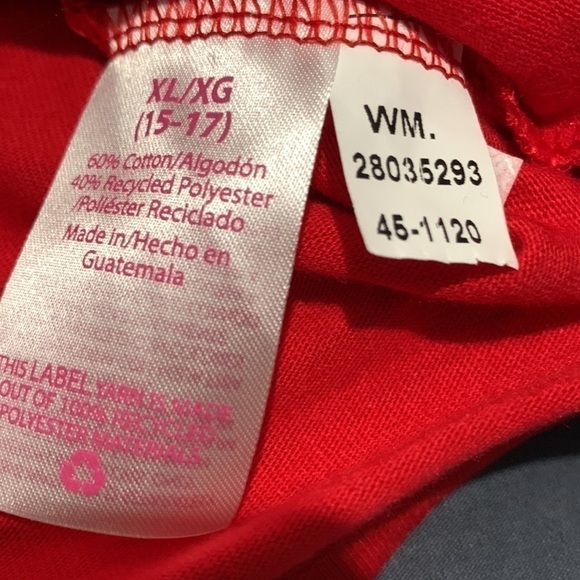 XL/XG
(15-17)
60% Cotton/Algodón
40% Recycled Polyester
/Poliéster Reciclado
Made in/Hecho en
Guatemala
THIS LABEL YARN IS MADE
OUT OF 100% RECYCLED
POLYESTER MATERIALS.
WM.
28035293
45-1120